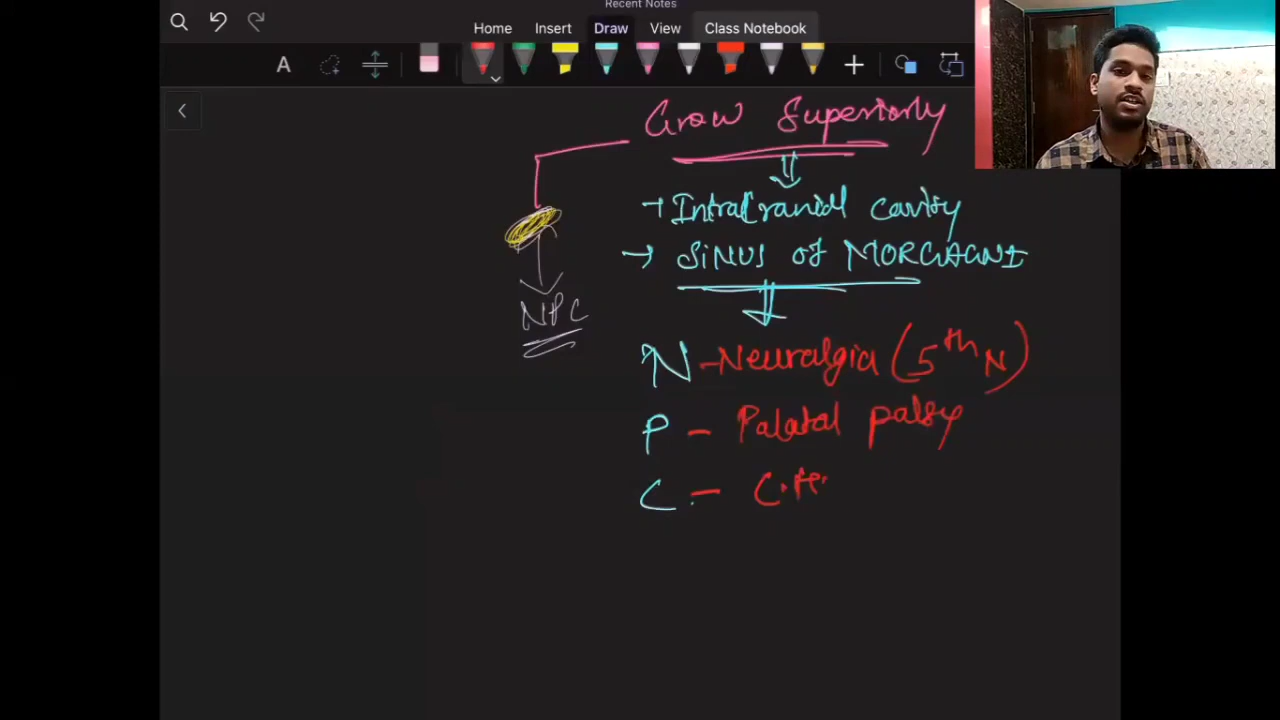 Recent Notes
Home Insert Draw View Class Notebook
A
Grow Superiorly
→ IntraCranial cavity
→ SINUS of MORGAGNI
NPC
N - Neuralgia (5th N)
P - Palatal palsy
C -